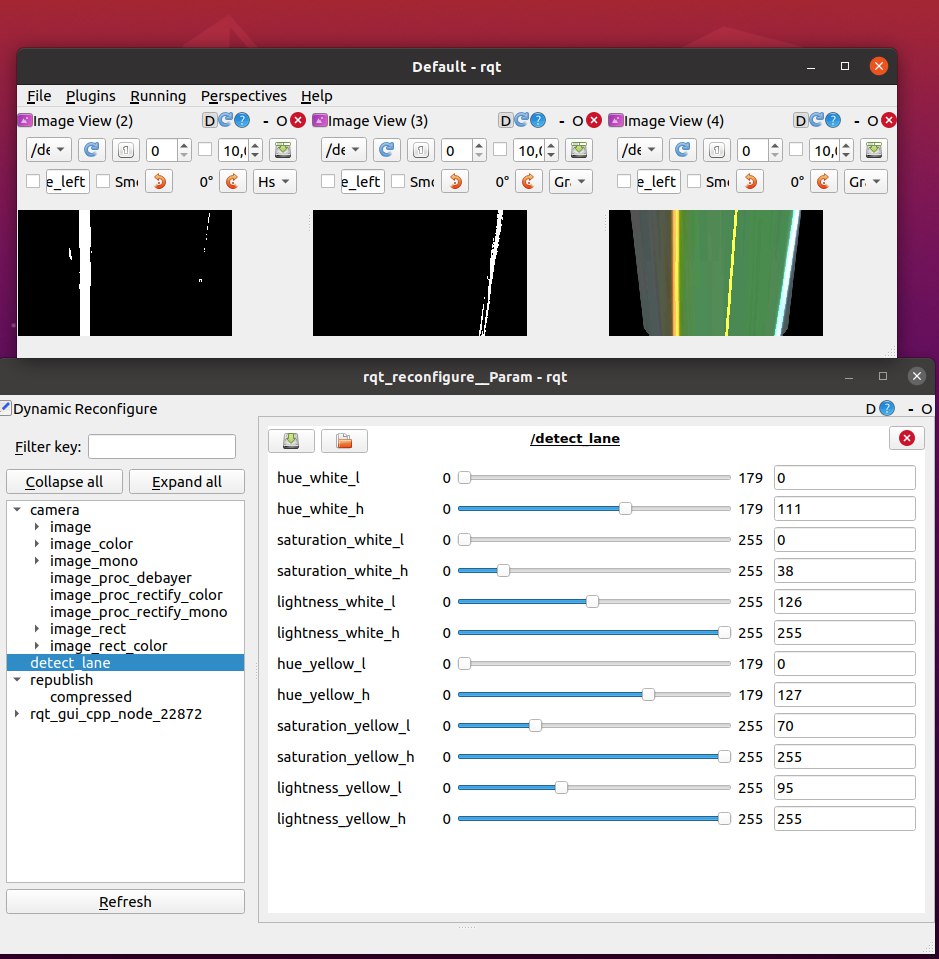 Default - rqt
File Plugins Running Perspectives Help
Image View (2) D - O Image View (3) D - O Image View (4) D - O
/de 0 10,0 /de 0 10,0 /de 0 10,0
e_left Smo 0° Hs e_left Smo 0° Gr e_left Smo 0° Gr
rqt_reconfigure__Param - rqt
Dynamic Reconfigure D - O
Filter key:
Collapse all Expand all
camera
image
image_color
image_mono
image_proc_debayer
image_proc_rectify_color
image_proc_rectify_mono
image_rect
image_rect_color
detect_lane
republish
compressed
rqt_gui_cpp_node_22872
Refresh
/detect_lane
hue_white_l 0 179 0
hue_white_h 0 179 111
saturation_white_l 0 255 0
saturation_white_h 0 255 38
lightness_white_l 0 255 126
lightness_white_h 0 255 255
hue_yellow_l 0 179 0
hue_yellow_h 0 179 127
saturation_yellow_l 0 255 70
saturation_yellow_h 0 255 255
lightness_yellow_l 0 255 95
lightness_yellow_h 0 255 255